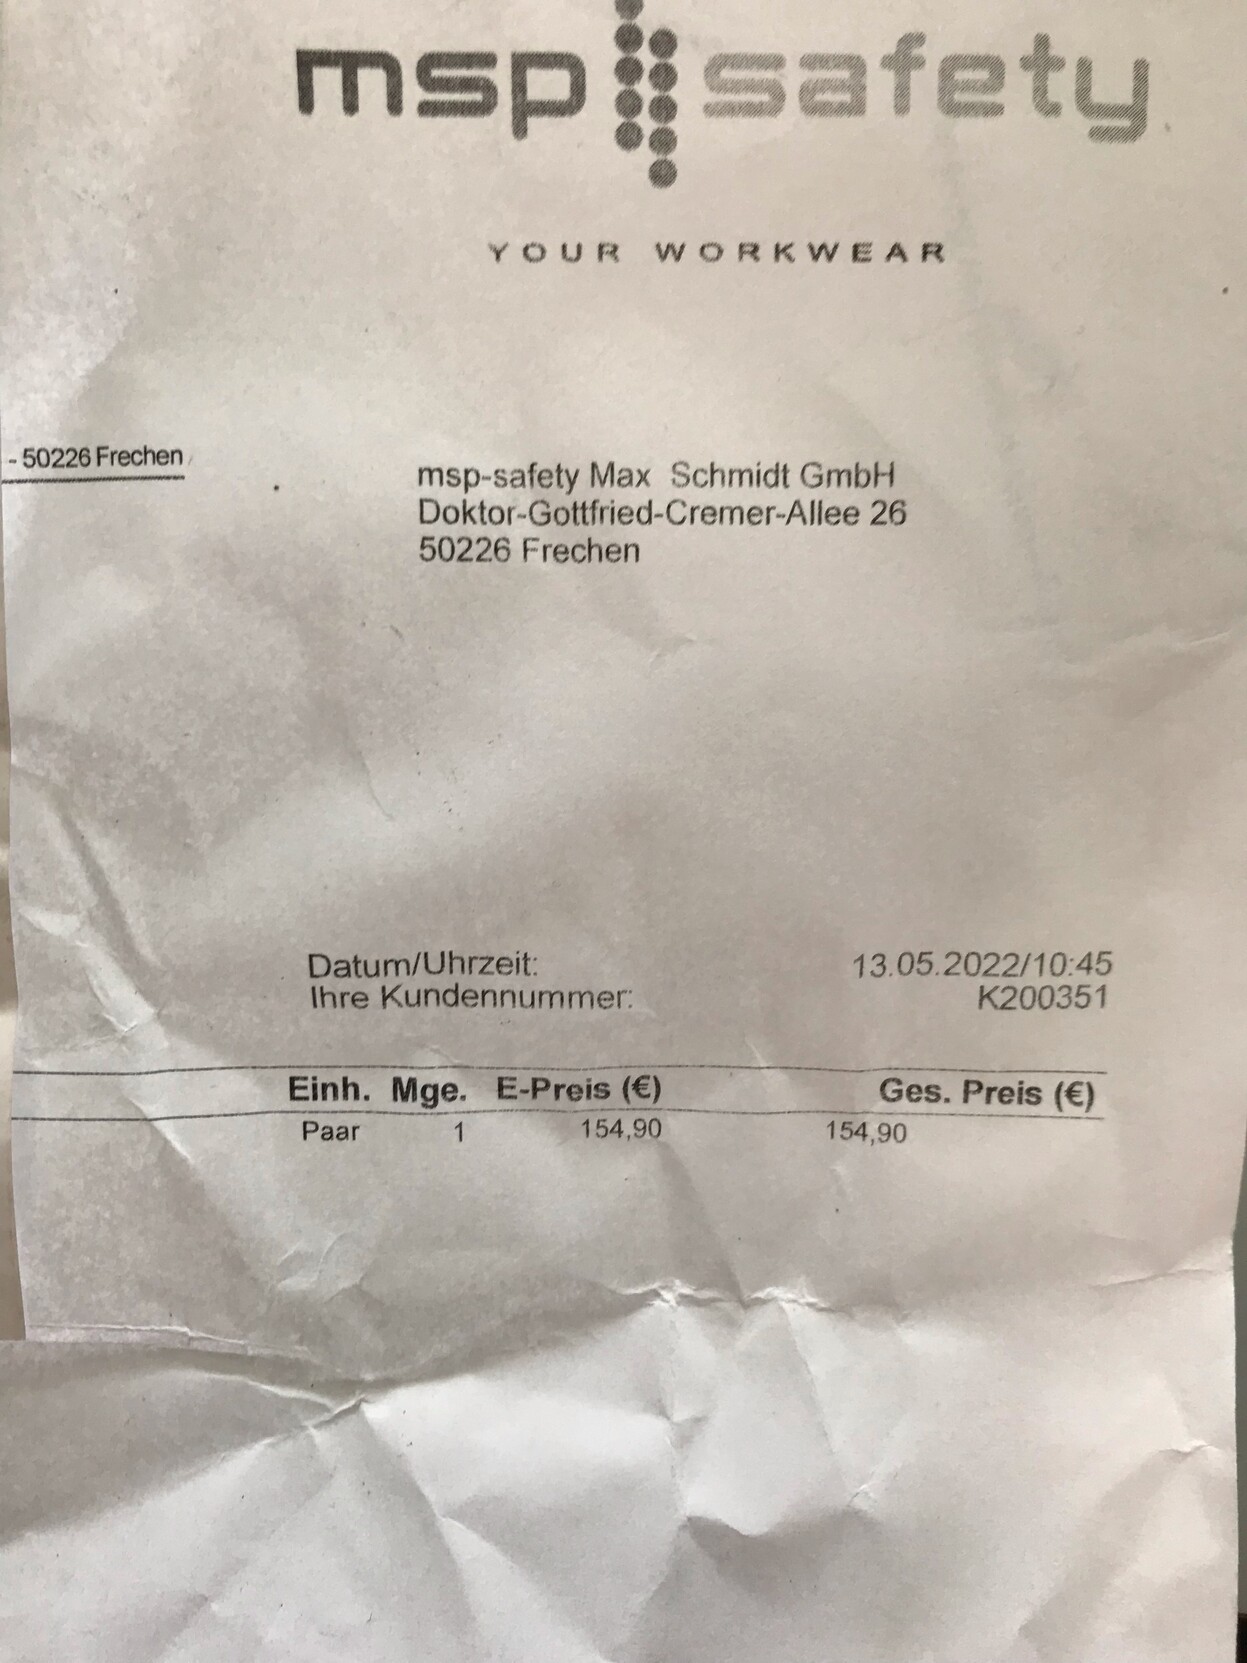 msp safety
YOUR WORKWEAR
- 50226 Frechen
msp-safety Max Schmidt GmbH
Doktor-Gottfried-Cremer-Allee 26
50226 Frechen
Datum/Uhrzeit: 13.05.2022/10:45
Ihre Kundennummer: K200351
Einh. Mge. E-Preis (€) Ges. Preis (€)
Paar 1 154,90 154,90